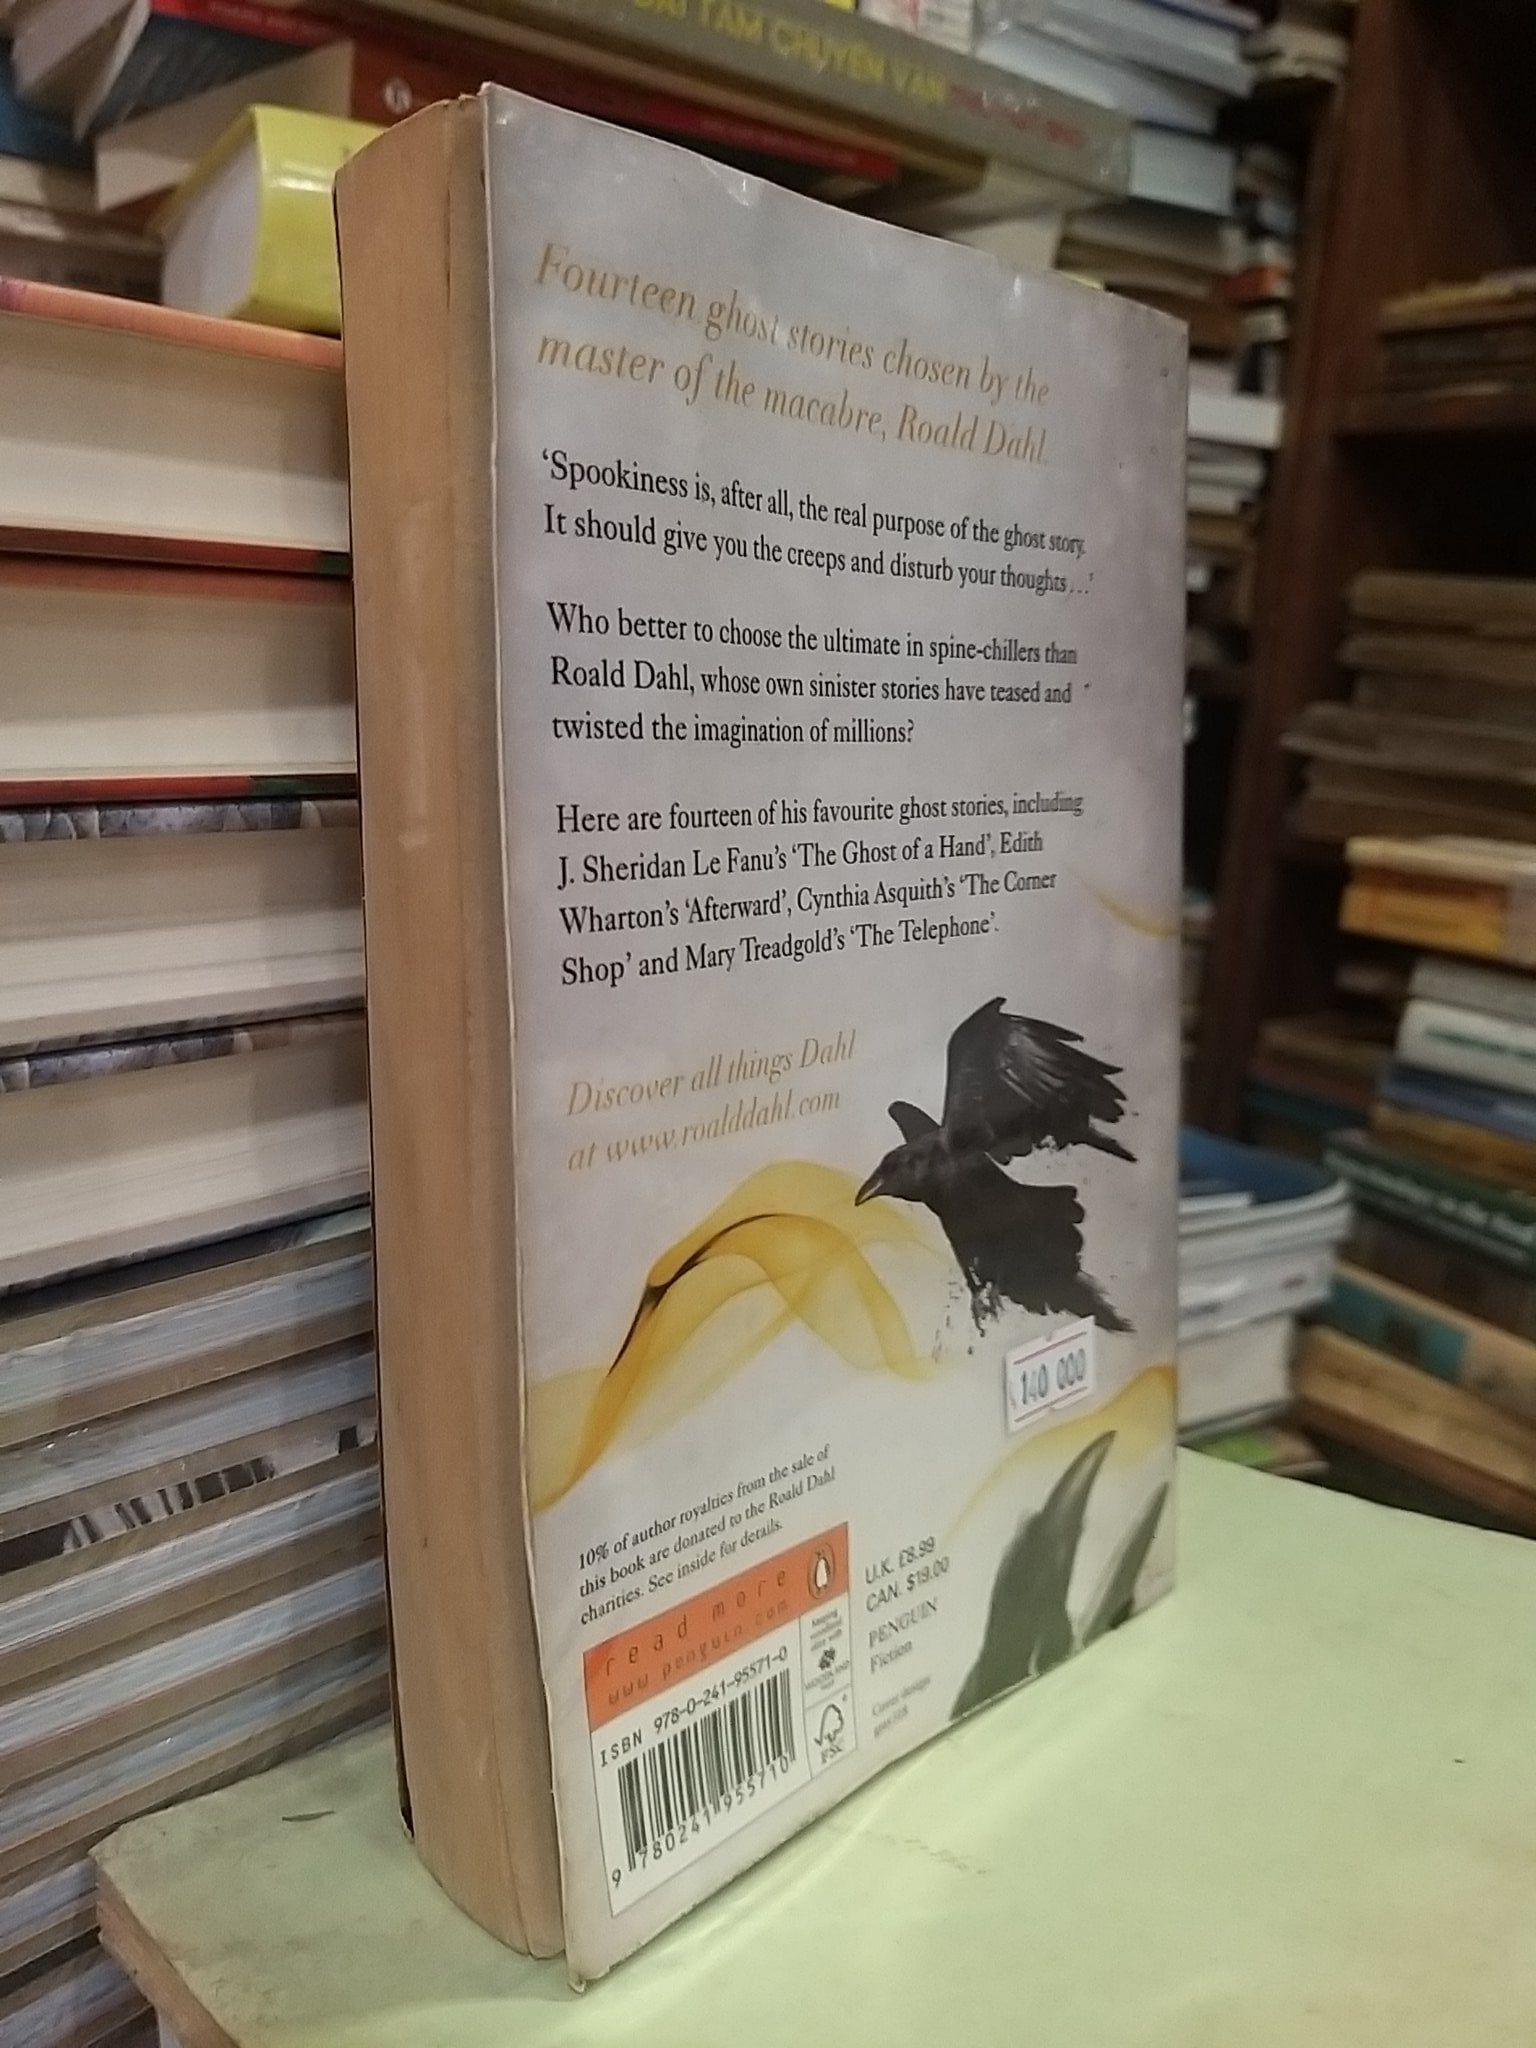 ĐẠI TẠM CHUYỂN VẠN
Fourteen ghost stories chosen by the
master of the macabre, Roald Dahl.
‘Spookiness is, after all, the real purpose of the ghost story.
It should give you the creeps and disturb your thoughts ...’
Who better to choose the ultimate in spine-chillers than
Roald Dahl, whose own sinister stories have teased and
twisted the imagination of millions?
Here are fourteen of his favourite ghost stories, including
J. Sheridan Le Fanu’s ‘The Ghost of a Hand’, Edith
Wharton’s ‘Afterward’, Cynthia Asquith’s ‘The Corner
Shop’ and Mary Treadgold’s ‘The Telephone’.
Discover all things Dahl
at www.roalddahl.com
140 000
10% of author royalties from the sale of
this book are donated to the Roald Dahl
charities. See inside for details.
read more
www.penguin.com
ISBN 978-0-241-95571-0
9 780241 955710
FSC
U.K. £8.99
CAN. $19.00
PENGUIN
Fiction
Cover design: